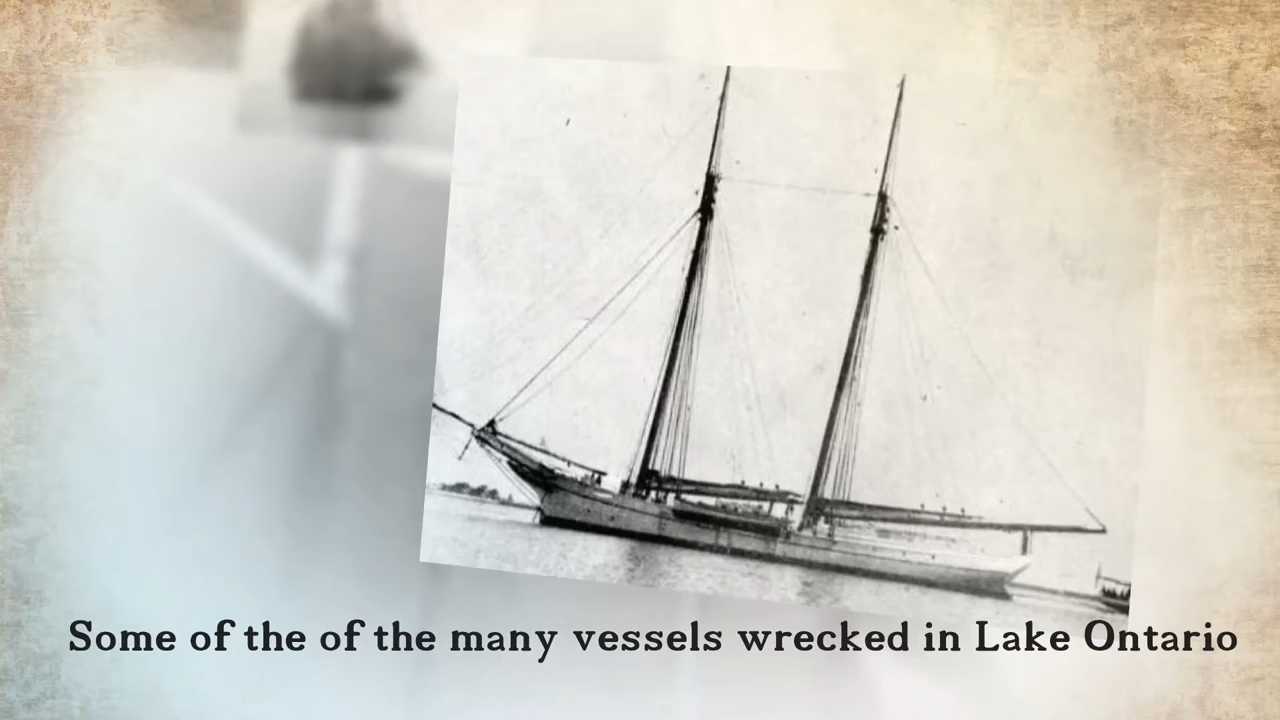 Some of the of the many vessels wrecked in Lake Ontario